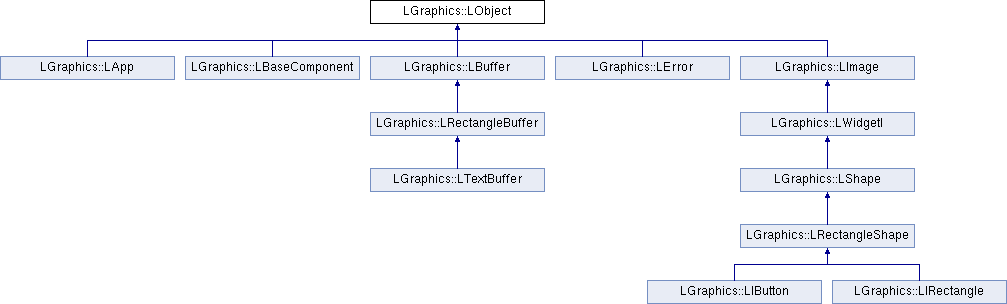 LGraphics::LObject
LGraphics::LApp
LGraphics::LBaseComponent
LGraphics::LBuffer
LGraphics::LError
LGraphics::LImage
LGraphics::LRectangleBuffer
LGraphics::LWidgetI
LGraphics::LTextBuffer
LGraphics::LShape
LGraphics::LRectangleShape
LGraphics::LIButton
LGraphics::LIRectangle